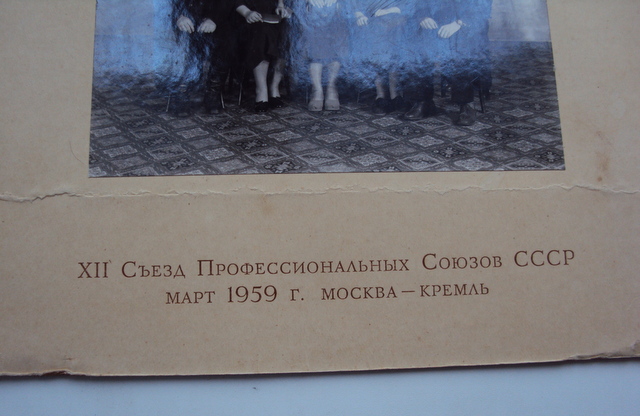 XII Съезд Профессиональных Союзов СССР
март 1959 г. Москва — Кремль